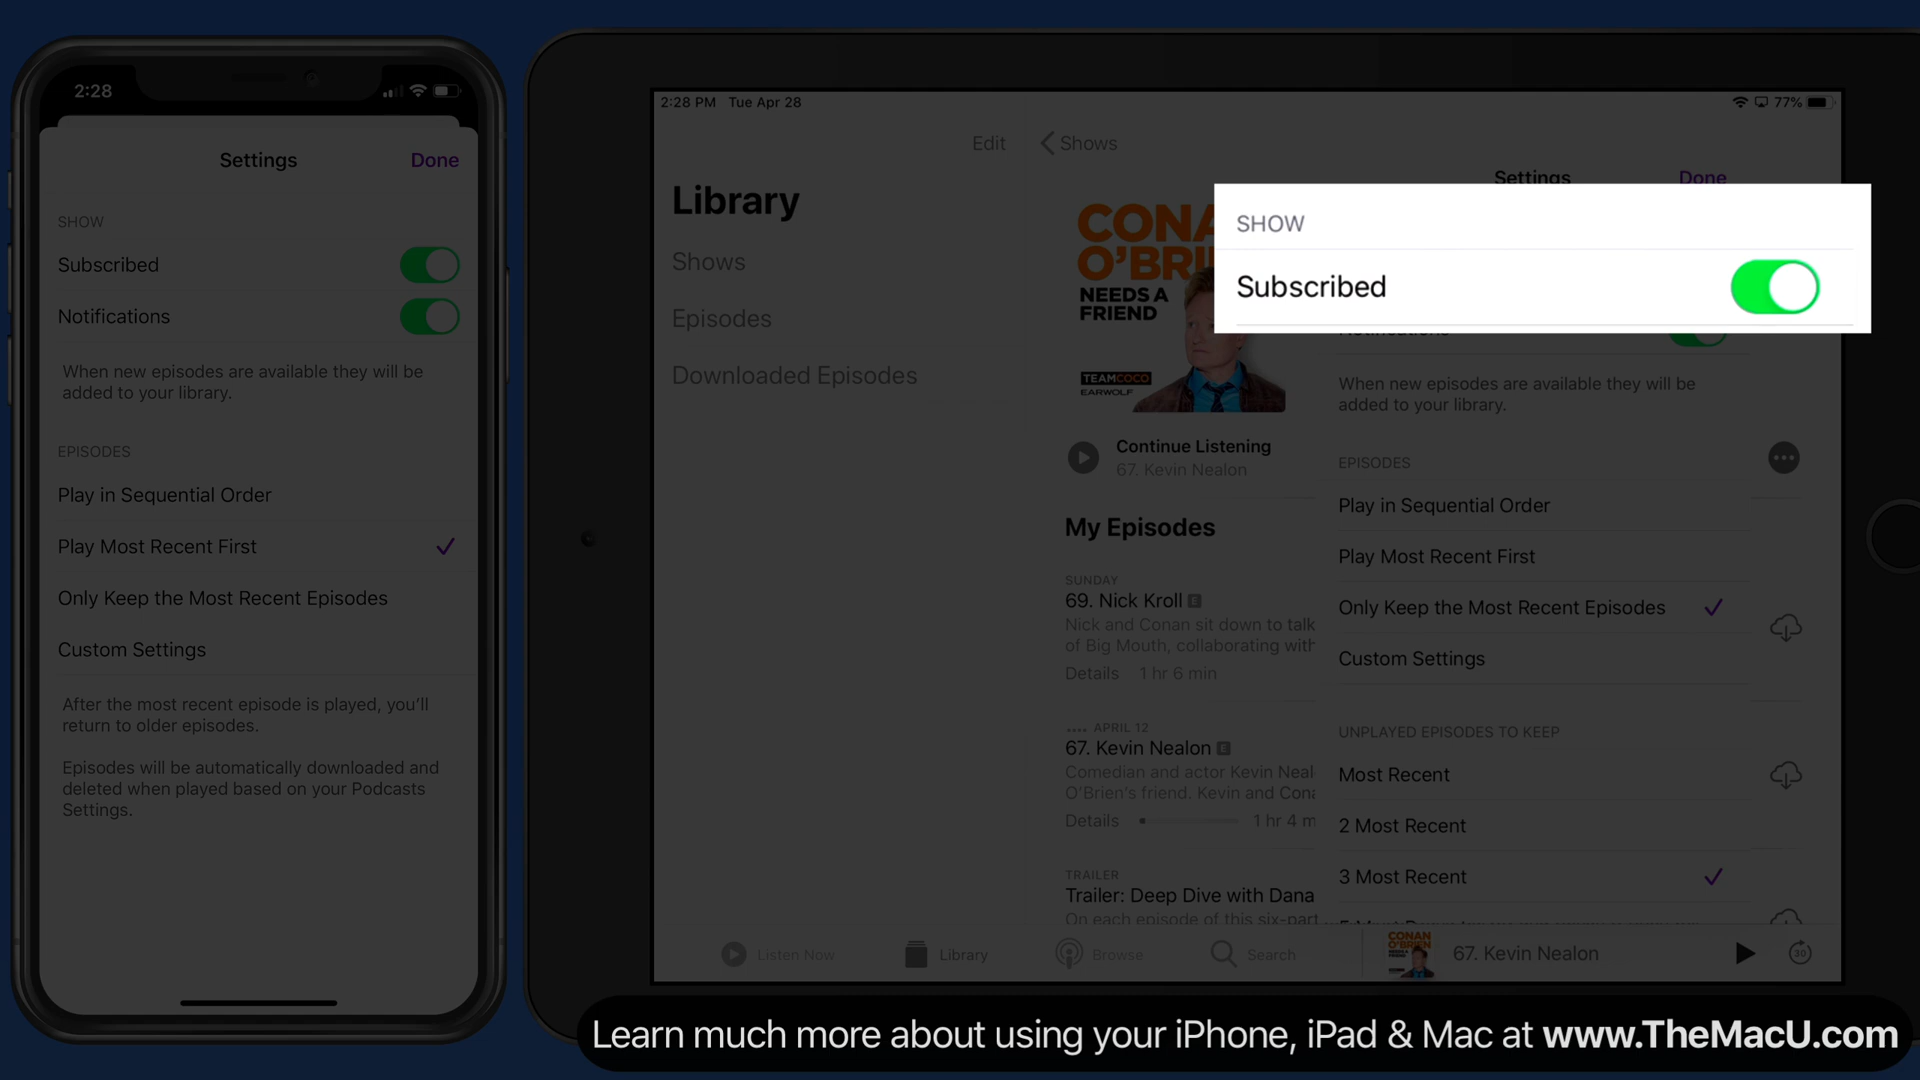 2:28
Settings
Done
SHOW
Subscribed
Notifications
When new episodes are available they will be
added to your library.
EPISODES
Play in Sequential Order
Play Most Recent First
Only Keep the Most Recent Episodes
Custom Settings
After the most recent episode is played, you'll
return to older episodes.
Episodes will be automatically downloaded and
deleted when played based on your Podcasts
Settings.
2:28 PM Tue Apr 28
77%
Edit
Library
Shows
Episodes
Downloaded Episodes
Shows
CONA
O'BRI
NEEDS A
FRIEND
TEAMCOCO
EARWOLF
Continue Listening
67. Kevin Nealon
My Episodes
SUNDAY
69. Nick Kroll E
Nick and Conan sit down to talk
of Big Mouth, collaborating with
Details 1 hr 6 min
APRIL 12
67. Kevin Nealon E
Comedian and actor Kevin Neal
O'Brien's friend. Kevin and Cona
Details 1 hr 4 m
TRAILER
Trailer: Deep Dive with Dana
On each episode of this six-part
Settings
Done
SHOW
Subscribed
Notifications
When new episodes are available they will be
added to your library.
EPISODES
Play in Sequential Order
Play Most Recent First
Only Keep the Most Recent Episodes
Custom Settings
UNPLAYED EPISODES TO KEEP
Most Recent
2 Most Recent
3 Most Recent
Listen Now
Library
Browse
Search
CONAN
O'BRIEN
67. Kevin Nealon
30
Learn much more about using your iPhone, iPad & Mac at www.TheMacU.com